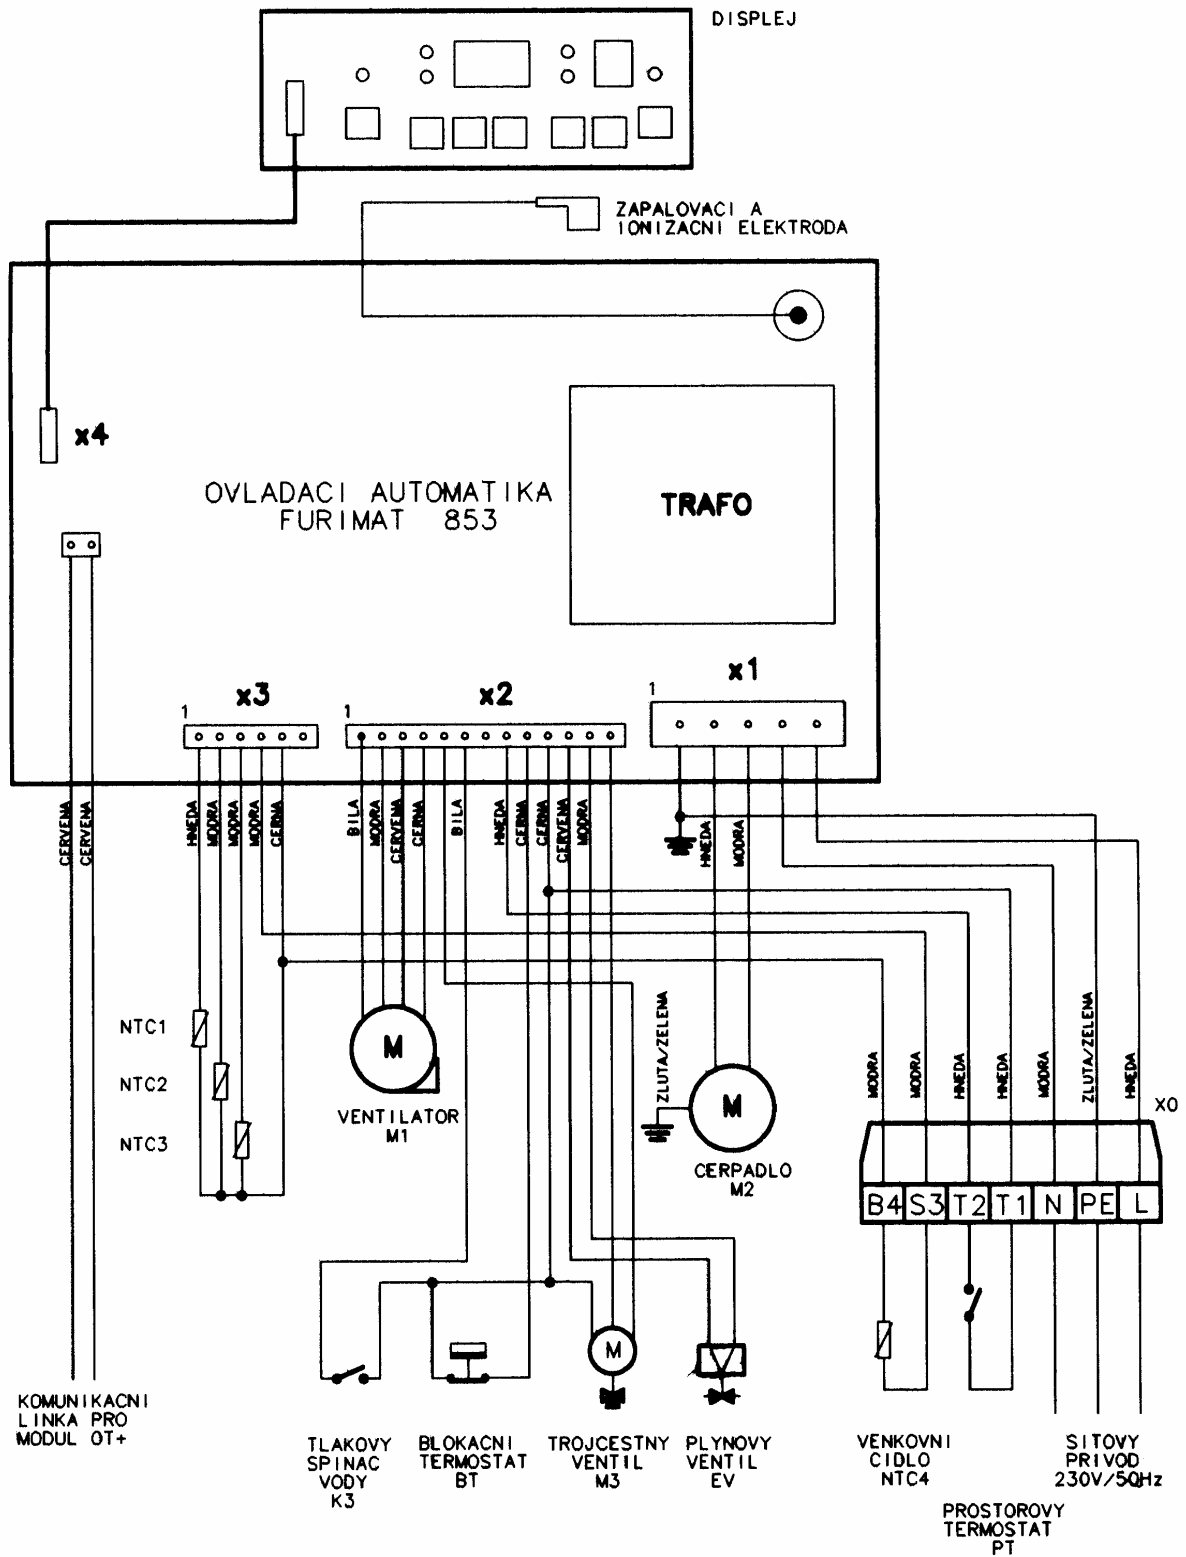 DISPLEJ
ZAPALOVACI A
IONIZACNI ELEKTRODA
x4
OVLADACI AUTOMATIKA
FURIMAT 853
TRAFO
x3
x2
x1
1
1
1
CERVENA
CERVENA
HNEDA
MODRA
MODRA
MODRA
CERNA
BILA
MODRA
CERVENA
CERNA
BILA
HNEDA
CERNA
CERNA
CERVENA
MODRA
HNEDA
MODRA
NTC1
NTC2
NTC3
M
VENTILATOR
M1
ZLUTA/ZELENA
M
CERPADLO
M2
MODRA
MODRA
HNEDA
HNEDA
MODRA
ZLUTA/ZELENA
HNEDA
X0
B4 S3 T2 T1 N PE L
M
KOMUNIKACNI
LINKA PRO
MODUL OT+
TLAKOVY
SPINAC
VODY
K3
BLOKACNI
TERMOSTAT
BT
TROJCESTNY
VENTIL
M3
PLYNOVY
VENTIL
EV
VENKOVNI
CIDLO
NTC4
PROSTOROVY
TERMOSTAT
PT
SITOVY
PRIVOD
230V/50Hz